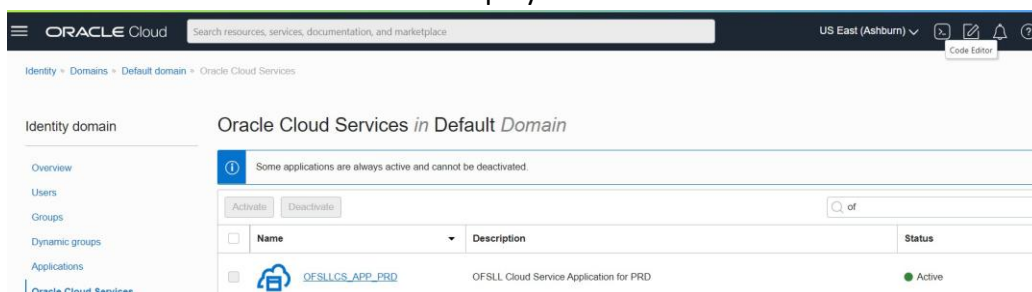 ORACLE Cloud
Search resources, services, documentation, and marketplace
US East (Ashburn)
Code Editor
Identity » Domains » Default domain » Oracle Cloud Services
Identity domain
Overview
Users
Groups
Dynamic groups
Applications
Oracle Cloud Services
Oracle Cloud Services in Default Domain
Some applications are always active and cannot be deactivated.
Activate Deactivate
of
Name Description Status
OFSLLCS_APP_PRD OFSLL Cloud Service Application for PRD Active